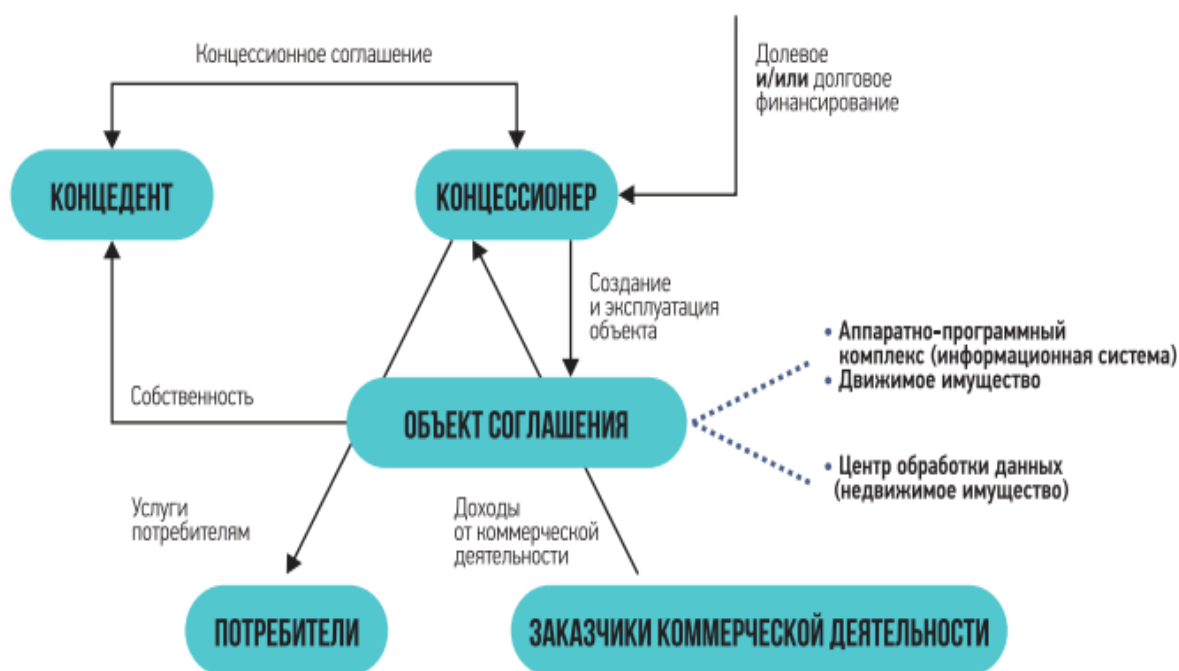 Концессионное соглашение
Долевое
и/или долговое
финансирование
КОНЦЕДЕНТ
КОНЦЕССИОНЕР
Создание
и эксплуатация
объекта
• Аппаратно-программный
комплекс (информационная система)
• Движимое имущество
Собственность
ОБЪЕКТ СОГЛАШЕНИЯ
• Центр обработки данных
(недвижимое имущество)
Услуги
потребителям
Доходы
от коммерческой
деятельности
ПОТРЕБИТЕЛИ
ЗАКАЗЧИКИ КОММЕРЧЕСКОЙ ДЕЯТЕЛЬНОСТИ